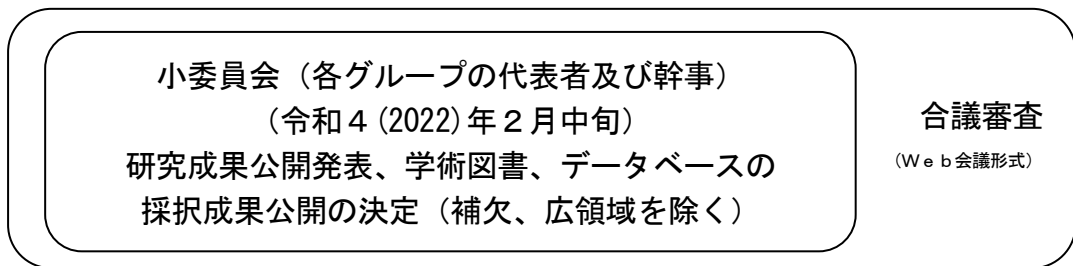 小委員会（各グループの代表者及び幹事）
（令和４(2022)年２月中旬）
研究成果公開発表、学術図書、データベースの
採択成果公開の決定（補欠、広領域を除く）
合議審査
（Ｗｅｂ会議形式）